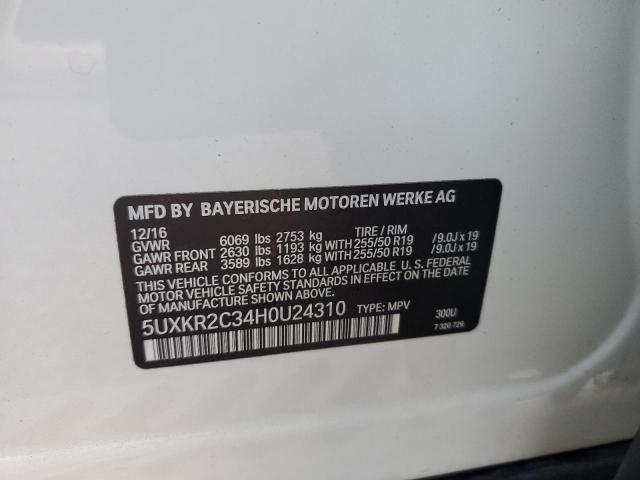 MFD BY BAYERISCHE MOTOREN WERKE AG
12/16 TIRE / RIM
GVWR 6069 lbs 2753 kg
GAWR FRONT 2630 lbs 1193 kg WITH 255/50 R19 /9.0J x 19
GAWR REAR 3589 lbs 1628 kg WITH 255/50 R19 /9.0J x 19
THIS VEHICLE CONFORMS TO ALL APPLICABLE FEDERAL
MOTOR VEHICLE SAFETY STANDARDS IN EFFECT ON THE DATE
OF MANUFACTURE SHOWN ABOVE.
5UXKR2C34H0U24310 TYPE: MPV 300U
7 320 729